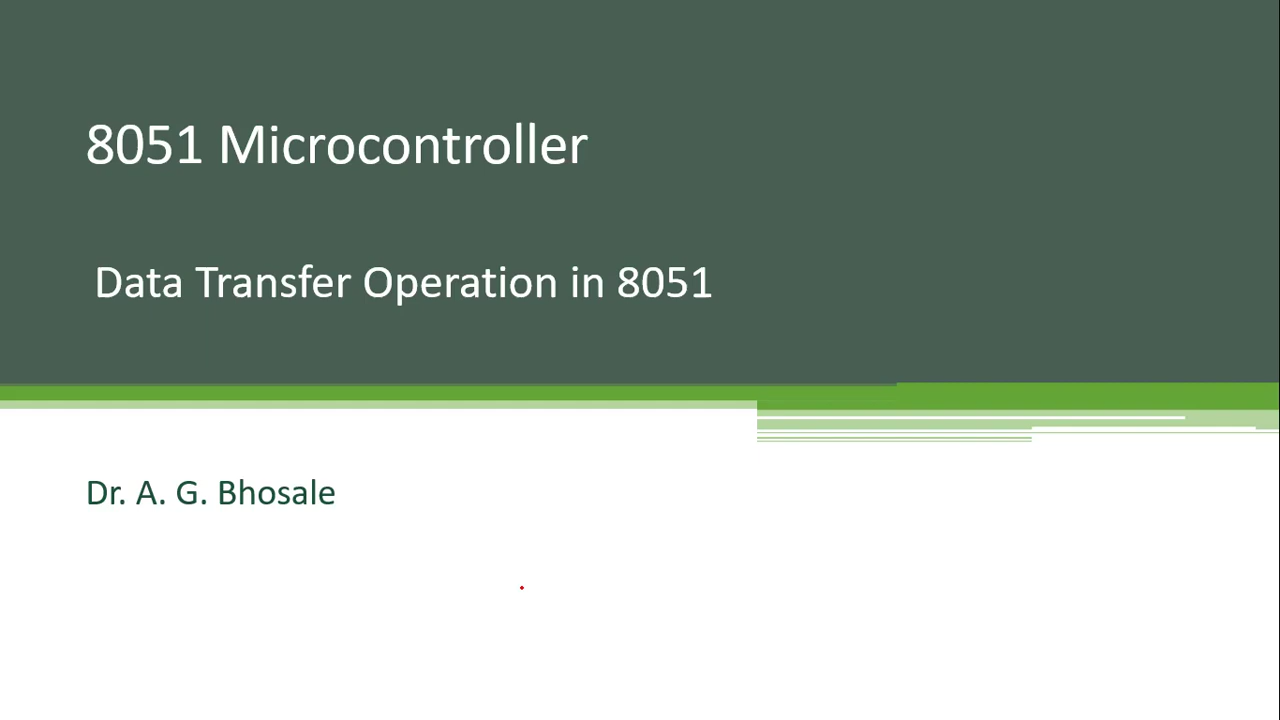 8051 Microcontroller
Data Transfer Operation in 8051
Dr. A. G. Bhosale